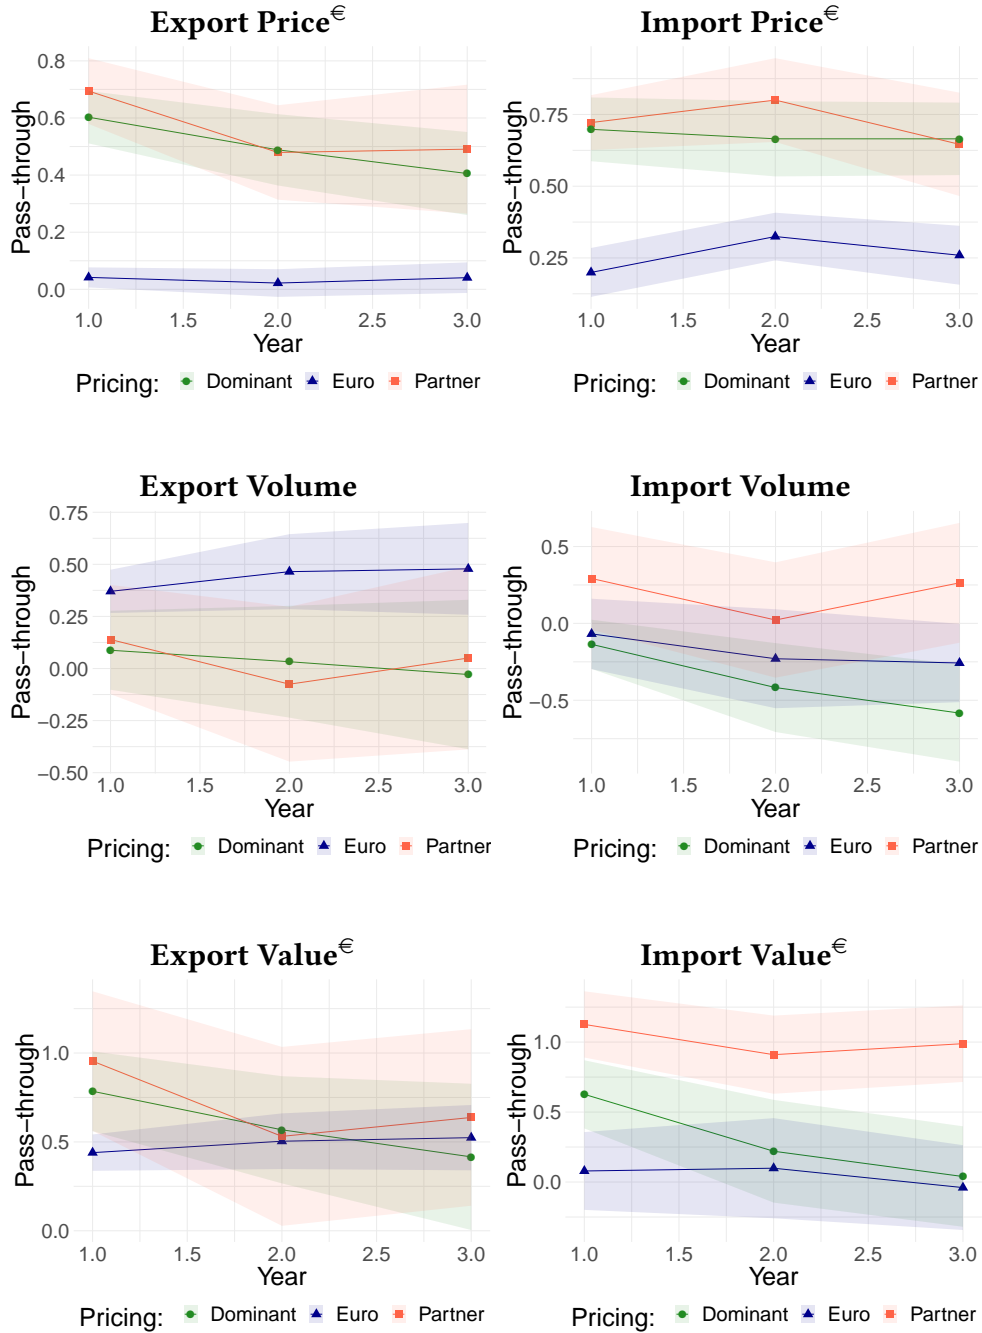 Export Price€
Pass−through
0.8
0.6
0.4
0.2
0.0
1.0 1.5 2.0 2.5 3.0
Year
Pricing: Dominant Euro Partner
Import Price€
Pass−through
0.75
0.50
0.25
1.0 1.5 2.0 2.5 3.0
Year
Pricing: Dominant Euro Partner
Export Volume
Pass−through
0.75
0.50
0.25
0.00
−0.25
−0.50
1.0 1.5 2.0 2.5 3.0
Year
Pricing: Dominant Euro Partner
Import Volume
Pass−through
0.5
0.0
−0.5
1.0 1.5 2.0 2.5 3.0
Year
Pricing: Dominant Euro Partner
Export Value€
Pass−through
1.0
0.5
0.0
1.0 1.5 2.0 2.5 3.0
Year
Pricing: Dominant Euro Partner
Import Value€
Pass−through
1.0
0.5
0.0
1.0 1.5 2.0 2.5 3.0
Year
Pricing: Dominant Euro Partner